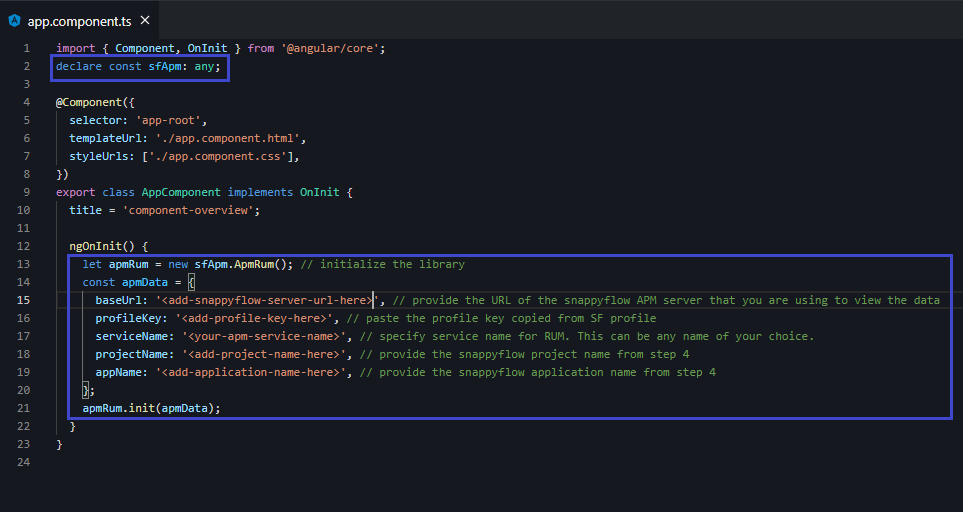 app.component.ts ×
1 import { Component, OnInit } from '@angular/core';
2 declare const sfApm: any;
3
4 @Component({
5 selector: 'app-root',
6 templateUrl: './app.component.html',
7 styleUrls: ['./app.component.css'],
8 })
9 export class AppComponent implements OnInit {
10 title = 'component-overview';
11
12 ngOnInit() {
13 let apmRum = new sfApm.ApmRum(); // initialize the library
14 const apmData = {
15 baseUrl: '<add-snappyflow-server-url-here>', // provide the URL of the snappyflow APM server that you are using to view the data
16 profileKey: '<add-profile-key-here>', // paste the profile key copied from SF profile
17 serviceName: '<your-apm-service-name>', // specify service name for RUM. This can be any name of your choice.
18 projectName: '<add-project-name-here>', // provide the snappyflow project name from step 4
19 appName: '<add-application-name-here>', // provide the snappyflow application name from step 4
20 };
21 apmRum.init(apmData);
22 }
23 }
24